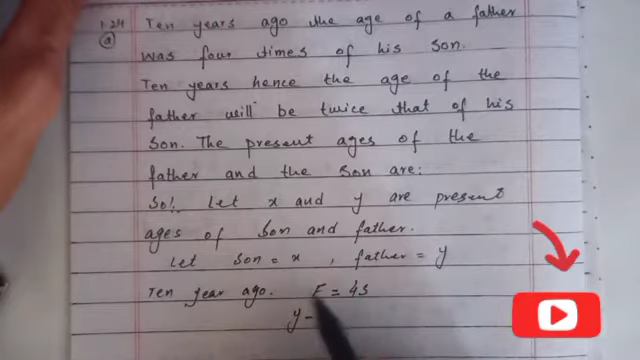 1.24 Ten years ago the age of a father
(a) was four times of his son.
Ten years hence the age of the
father will be twice that of his
son. The present ages of the
father and the son are:
Sol. Let x and y are present
ages of Son and father.
Let Son = x , father = y
Ten year ago. F = 4S
y -